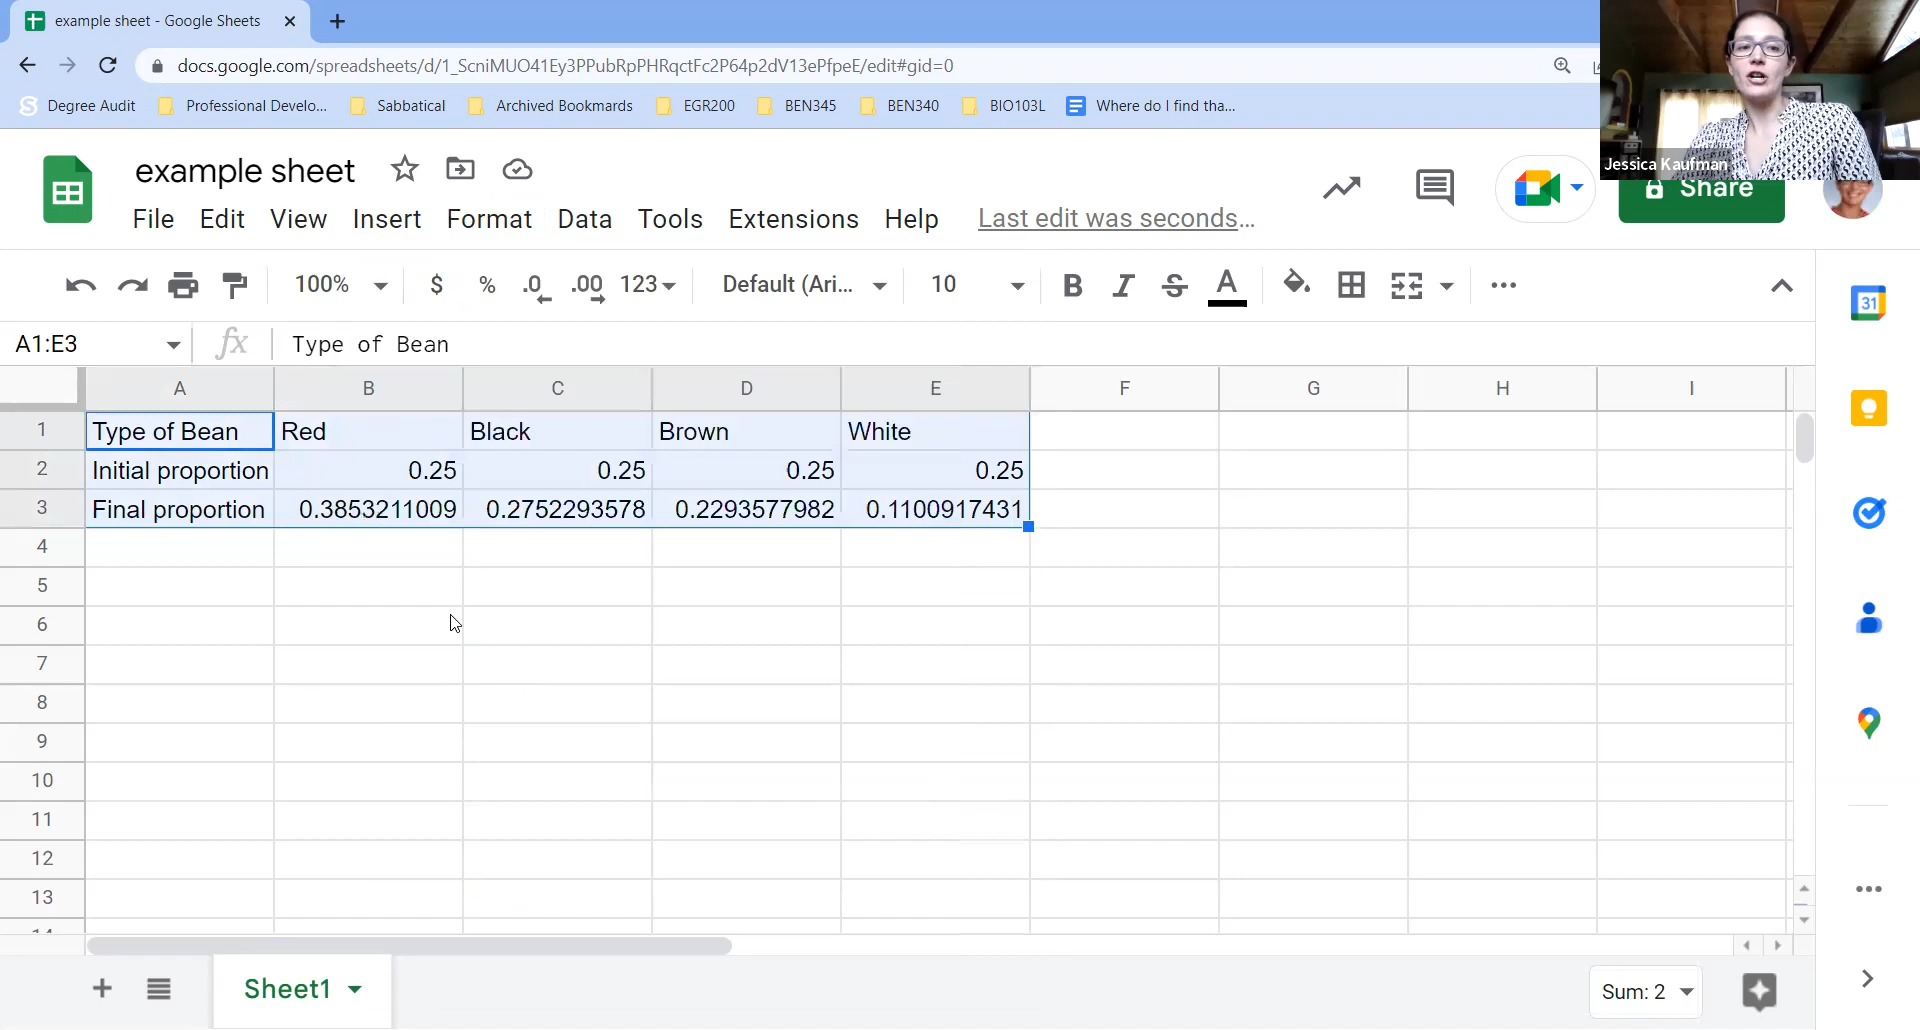 example sheet - Google Sheets
docs.google.com/spreadsheets/d/1_ScniMUO41Ey3PPubRpPHRqctFc2P64p2dV13ePfpeE/edit#gid=0
Degree Audit Professional Develo... Sabbatical Archived Bookmards EGR200 BEN345 BEN340 BIO103L Where do I find tha...
Jessica Kaufman
example sheet
Share
File Edit View Insert Format Data Tools Extensions Help Last edit was seconds...
100% $ % .0 .00 123 Default (Ari... 10 B I S A
31
A1:E3 fx Type of Bean
A B C D E F G H I
1 Type of Bean Red Black Brown White
2 Initial proportion 0.25 0.25 0.25 0.25
3 Final proportion 0.3853211009 0.2752293578 0.2293577982 0.1100917431
4
5
6
7
8
9
10
11
12
13
14
Sheet1 Sum: 2